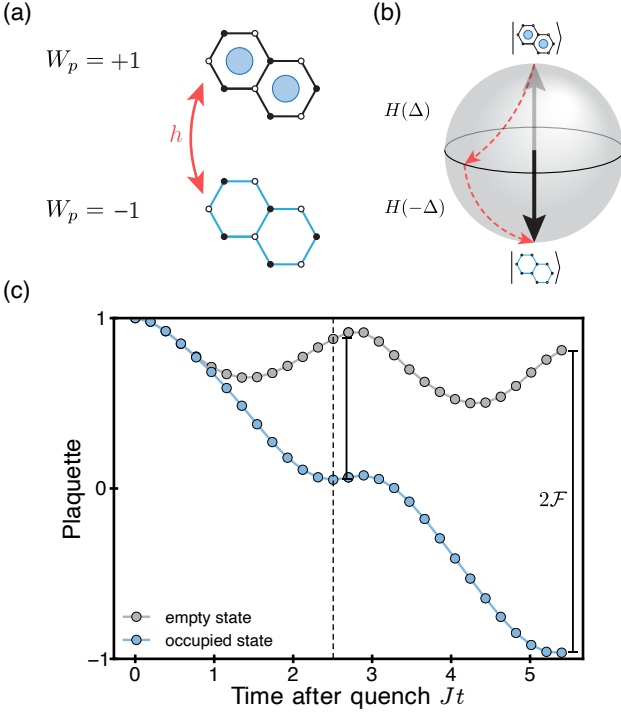 (a)
W_p = +1
h
W_p = −1
(b)
H(Δ)
H(−Δ)
(c)
1
0
−1
Plaquette
2ℱ
empty state
occupied state
0 1 2 3 4 5
Time after quench Jt